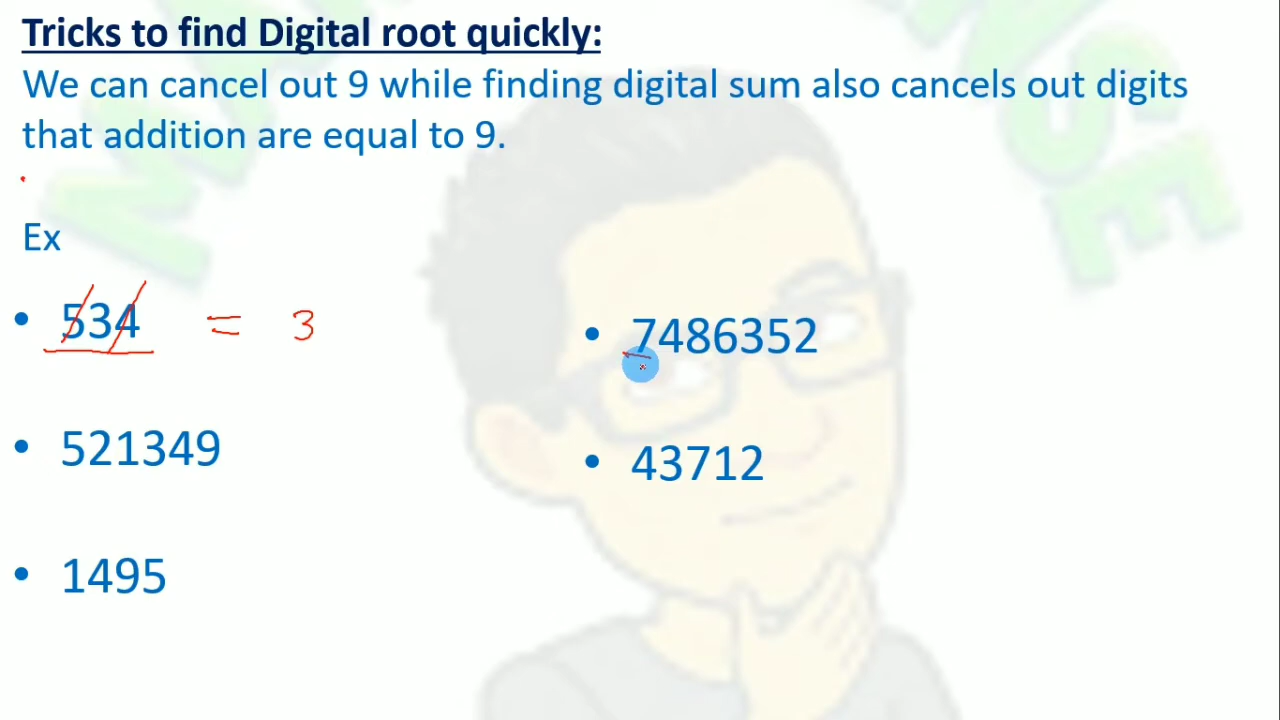 Tricks to find Digital root quickly:
We can cancel out 9 while finding digital sum also cancels out digits
that addition are equal to 9.
Ex
• 534 = 3
• 521349
• 1495
• 7486352
• 43712